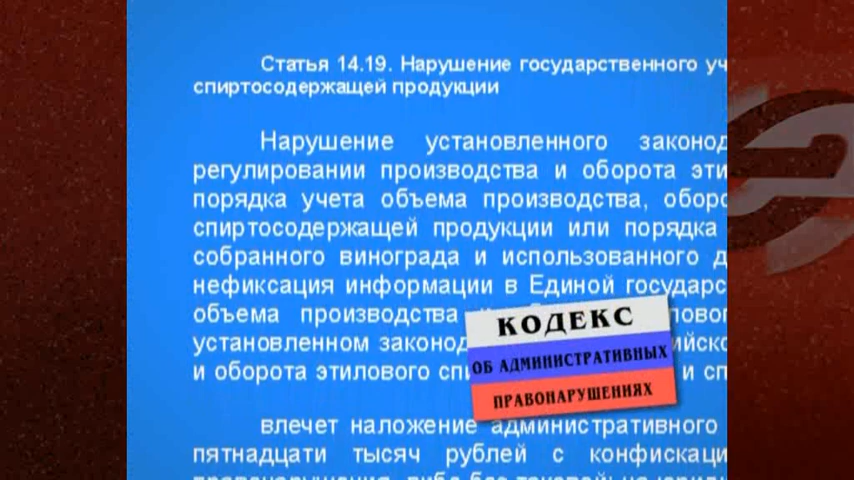 Статья 14.19. Нарушение государственного уч
спиртосодержащей продукции
Нарушение установленного законод
регулировании производства и оборота эти
порядка учета объема производства, оборо
спиртосодержащей продукции или порядка
собранного винограда и использованного д
нефиксация информации в Единой государс
объема производства
установленном законод
и оборота этилового спи и сп
КОДЕКС
ОБ АДМИНИСТРАТИВНЫХ
ПРАВОНАРУШЕНИЯХ
влечет наложение административного
пятнадцати тысяч рублей с конфискаци